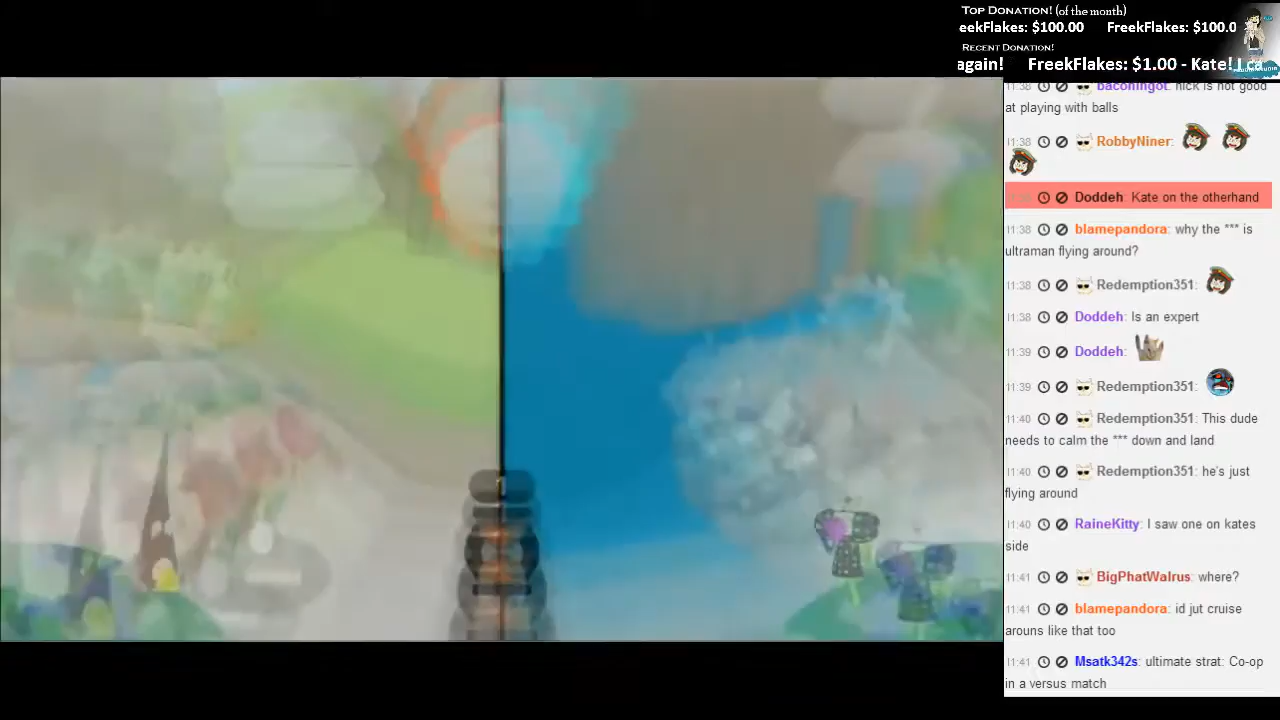 TOP DONATION! (of the month)
eekFlakes: $100.00 FreekFlakes: $100.0
RECENT DONATION!
again! FreekFlakes: $1.00 - Kate! I ca
11:38 baconingot: nick is not good
at playing with balls
11:38 RobbyNiner:
Doddeh: Kate on the otherhand
11:38 blamepandora: why the *** is
ultraman flying around?
11:38 Redemption351:
11:38 Doddeh: Is an expert
11:39 Doddeh:
11:39 Redemption351:
11:40 Redemption351: This dude
needs to calm the *** down and land
11:40 Redemption351: he's just
flying around
11:40 RaineKitty: I saw one on kates
side
11:41 BigPhatWalrus: where?
11:41 blamepandora: id jut cruise
arouns like that too
11:41 Msatk342s: ultimate strat: Co-op
in a versus match